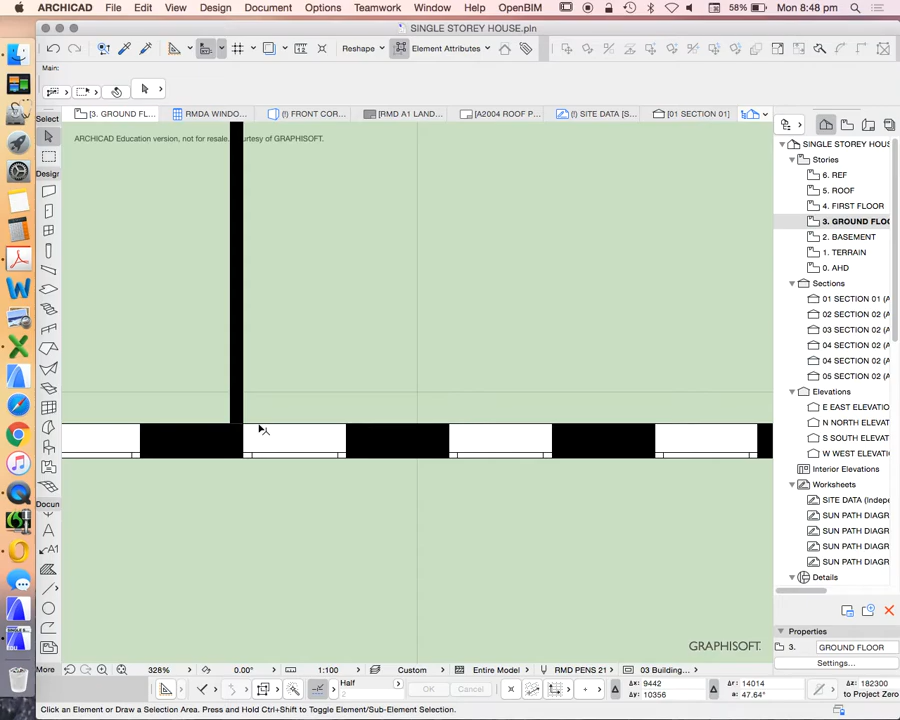 ARCHICAD File Edit View Design Document Options Teamwork Window Help OpenBIM 58% Mon 8:48 pm
SINGLE STOREY HOUSE.pln
Reshape Element Attributes
Main:
[3. GROUND FL... RMDA WINDO... (!) FRONT COR... [RMD A1 LAND... [A2004 ROOF P... (!) SITE DATA [S... [01 SECTION 01]
Select
ARCHICAD Education version, not for resale. Courtesy of GRAPHISOFT.
Design
SINGLE STOREY HOUS
Stories
6. REF
5. ROOF
4. FIRST FLOOR
3. GROUND FLOO
2. BASEMENT
1. TERRAIN
0. AHD
Sections
01 SECTION 01 (A
02 SECTION 02 (A
03 SECTION 02 (A
04 SECTION 02 (A
04 SECTION 02 (A
05 SECTION 02 (A
Elevations
E EAST ELEVATIO
N NORTH ELEVAT
S SOUTH ELEVAT
W WEST ELEVATI
Interior Elevations
Worksheets
SITE DATA (Indepe
SUN PATH DIAGR
SUN PATH DIAGR
SUN PATH DIAGR
SUN PATH DIAGR
Details
Docun
A
A1
GRAPHISOFT.
Properties
3. GROUND FLOOR
Settings...
More 328% 0.00° 1:100 Custom Entire Model RMD PENS 21 03 Building...
Half
2
OK Cancel
Δx: 9442
Δy: 10356
Δr: 14014
a: 47.64°
Δz: 182300
to Project Zero
Click an Element or Draw a Selection Area. Press and Hold Ctrl+Shift to Toggle Element/Sub-Element Selection.